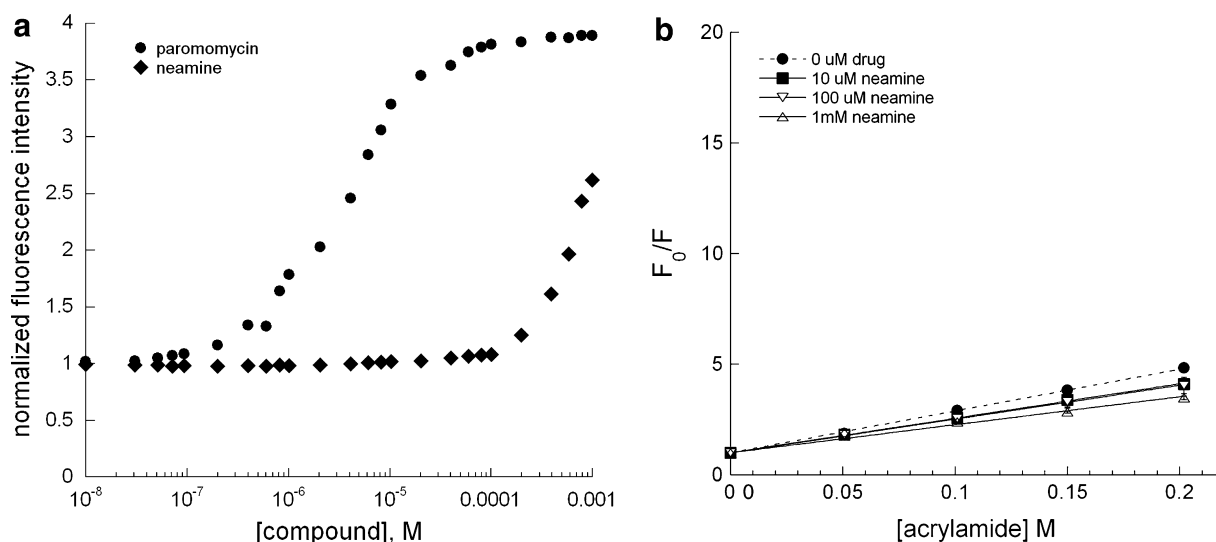 a
paromomycin
neamine
normalized fluorescence intensity
4
3.5
3
2.5
2
1.5
1
0.5
0
10-8
10-7
10-6
10-5
0.0001
0.001
[compound], M
b
0 uM drug
10 uM neamine
100 uM neamine
1mM neamine
F0/F
20
15
10
5
0
0 0
0.05
0.1
0.15
0.2
[acrylamide] M